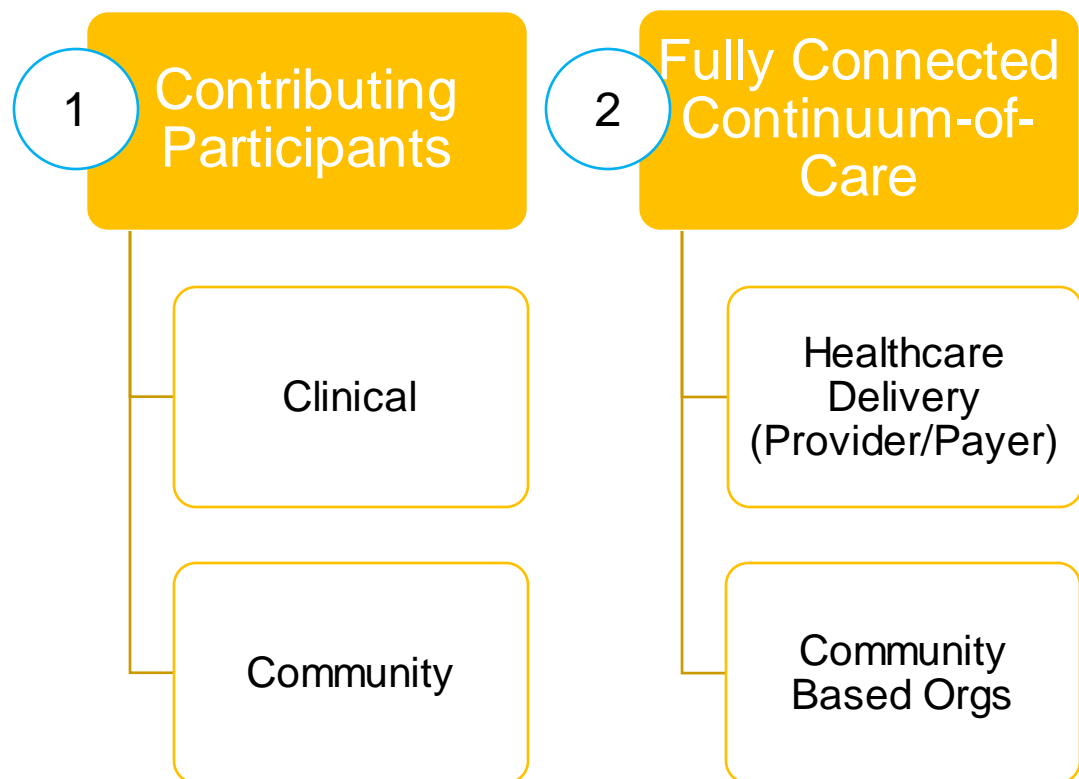 1
Contributing
Participants
Clinical
Community
2
Fully Connected
Continuum-of-
Care
Healthcare
Delivery
(Provider/Payer)
Community
Based Orgs